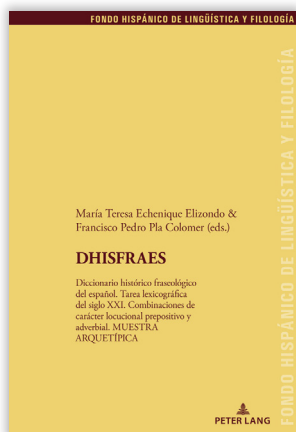 FONDO HISPÁNICO DE LINGÜÍSTICA Y FILOLOGÍA
FONDO HISPÁNICO DE LINGÜÍSTICA Y FILOLOGÍA
María Teresa Echenique Elizondo &
Francisco Pedro Pla Colomer (eds.)
DHISFRAES
Diccionario histórico fraseológico
del español. Tarea lexicográfica
del siglo XXI. Combinaciones de
carácter locucional prepositivo y
adverbial. MUESTRA
ARQUETÍPICA
PETER LANG